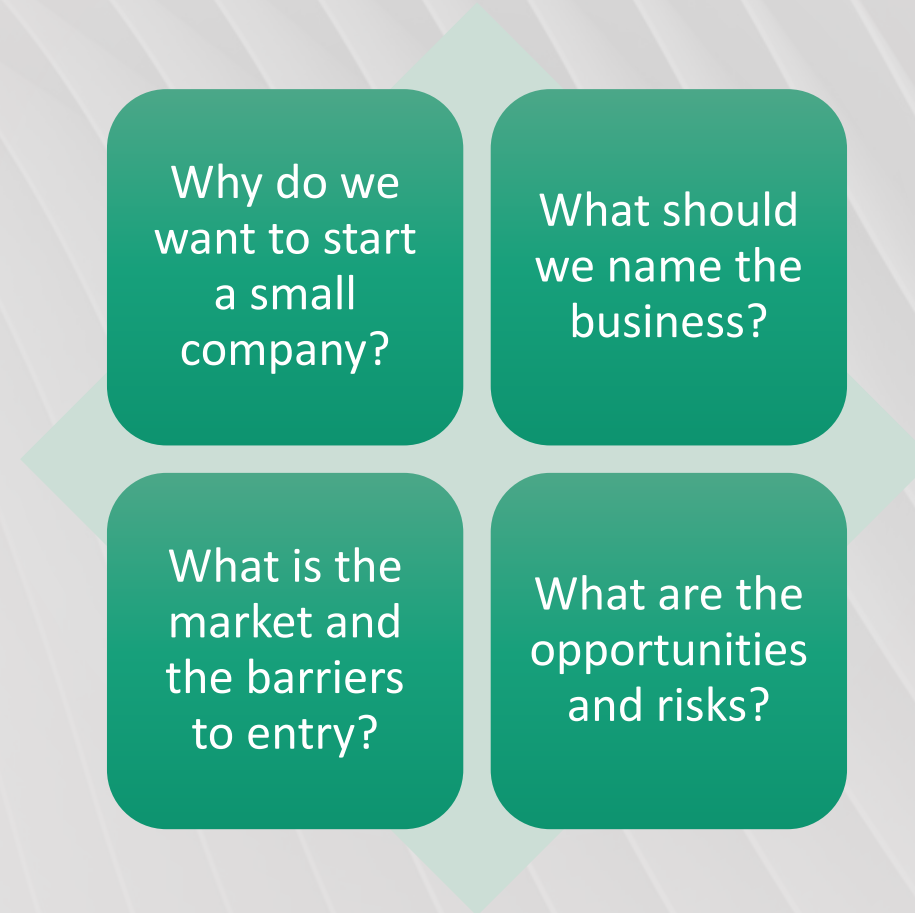 Why do we
want to start
a small
company?
What should
we name the
business?
What is the
market and
the barriers
to entry?
What are the
opportunities
and risks?